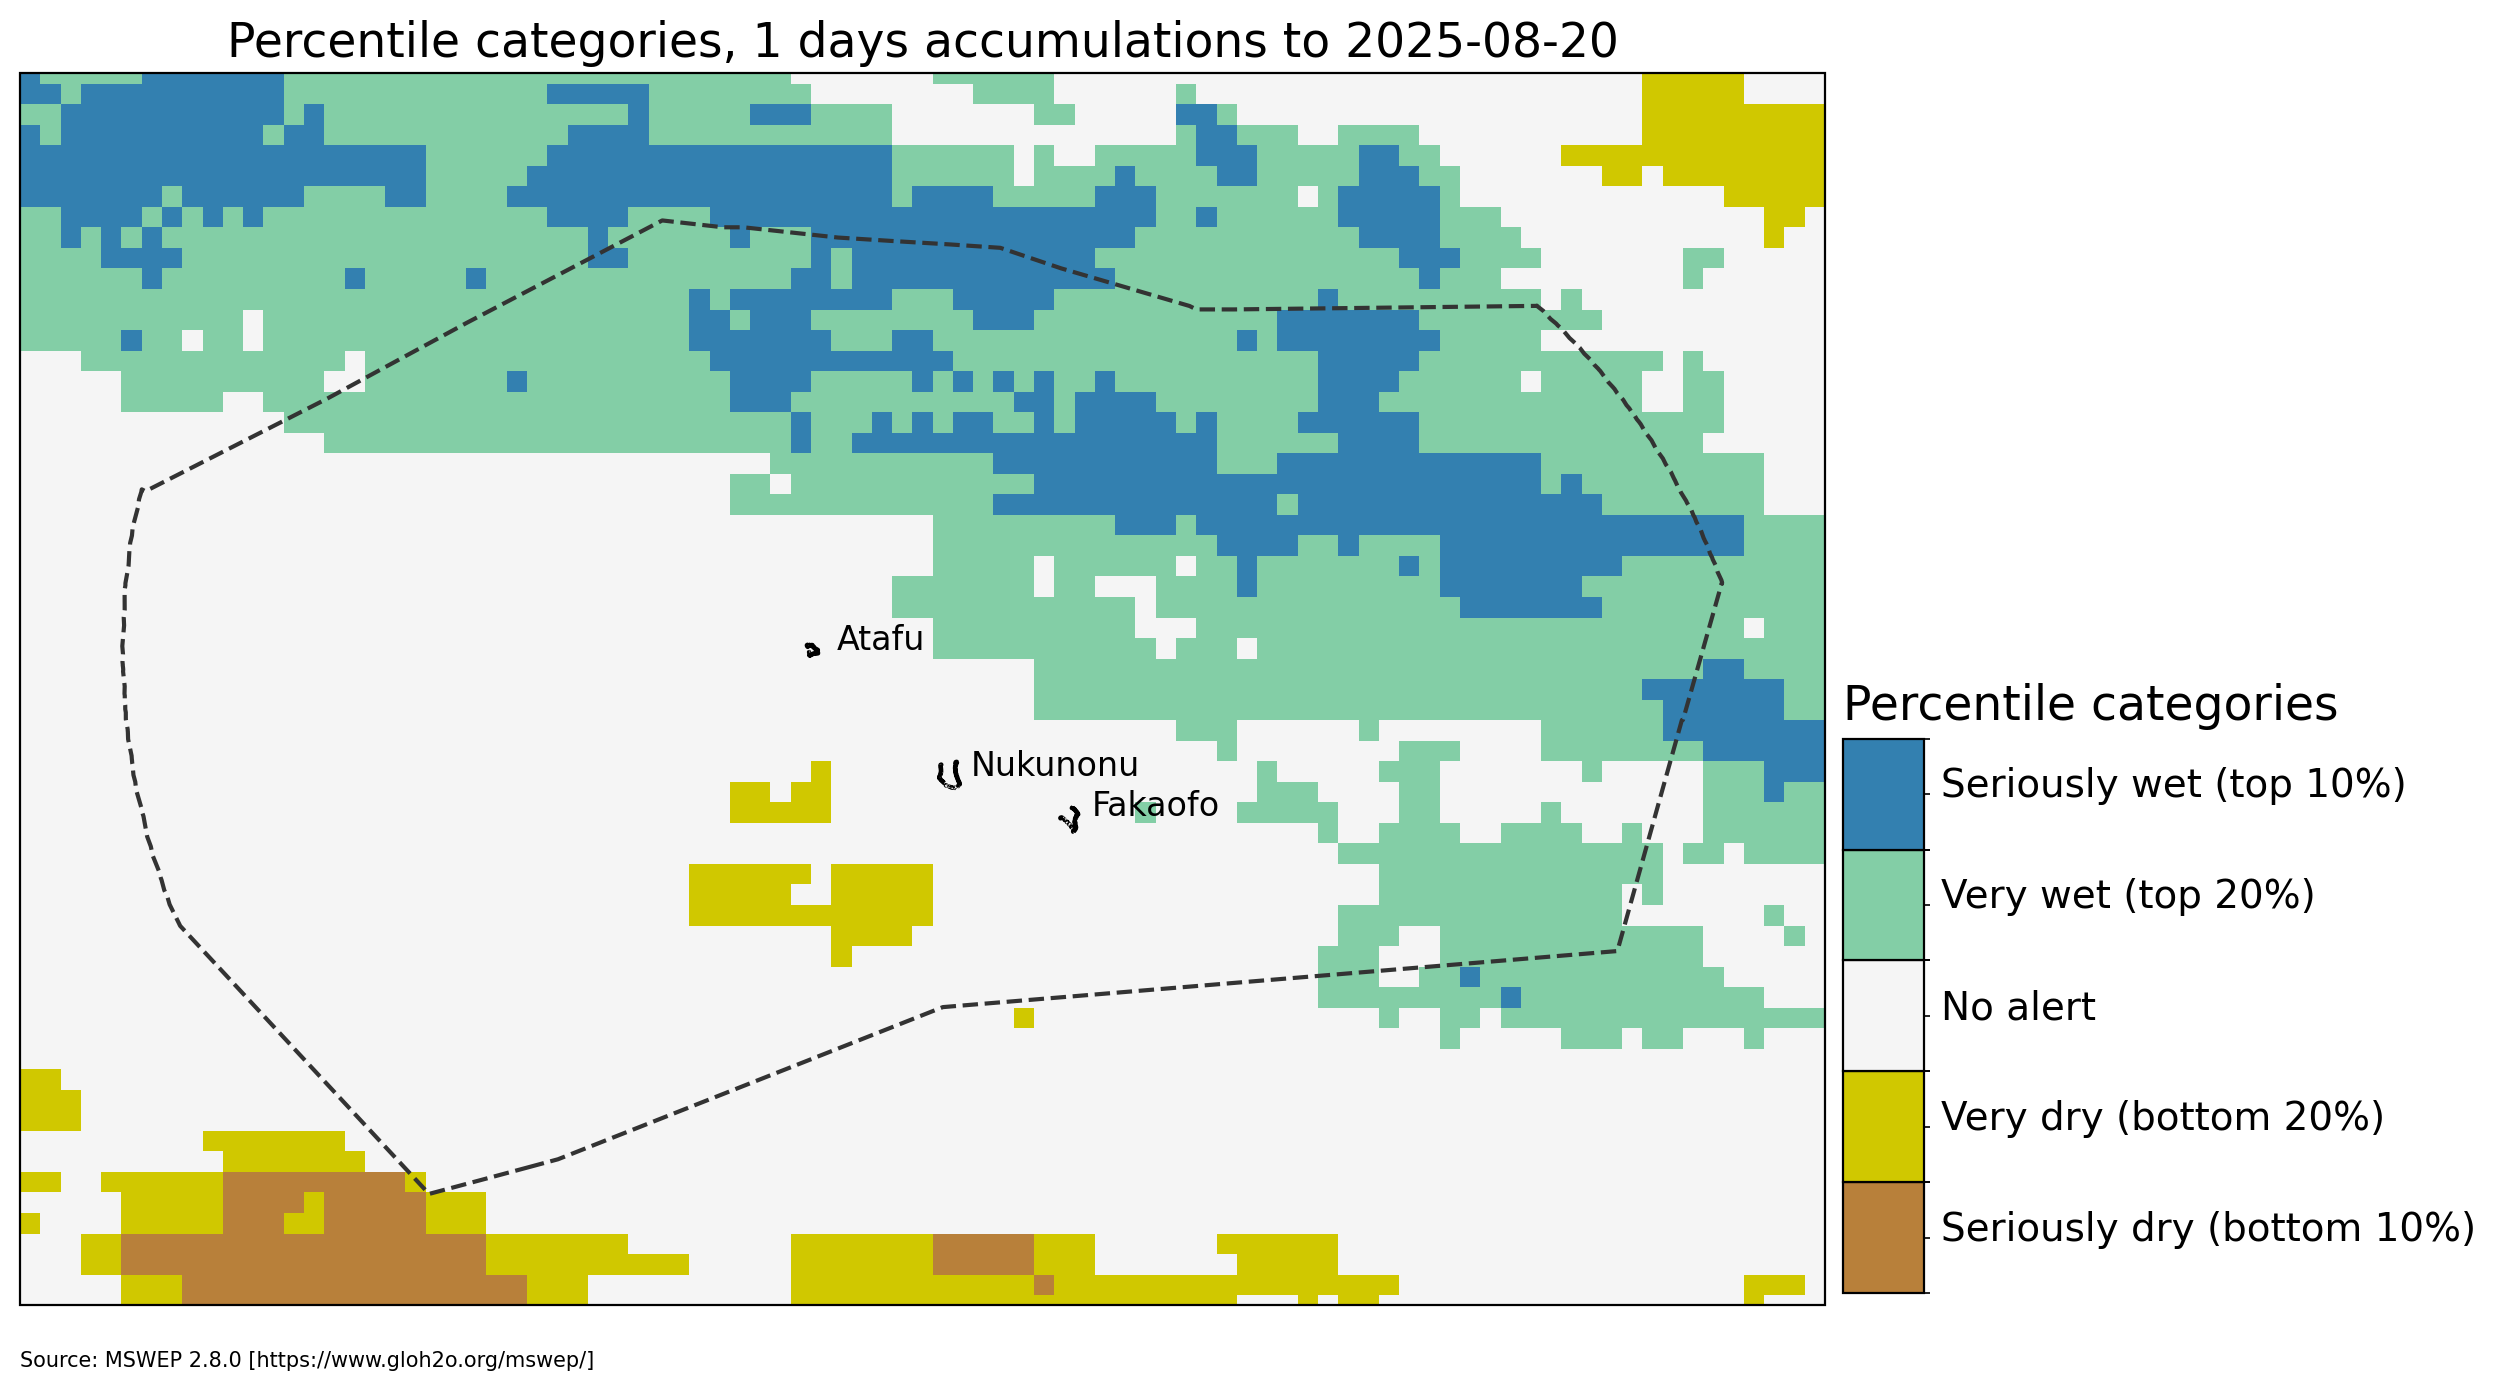 Percentile categories, 1 days accumulations to 2025-08-20
Atafu
Nukunonu
Fakaofo
Percentile categories
Seriously wet (top 10%)
Very wet (top 20%)
No alert
Very dry (bottom 20%)
Seriously dry (bottom 10%)
Source: MSWEP 2.8.0 [https://www.gloh2o.org/mswep/]